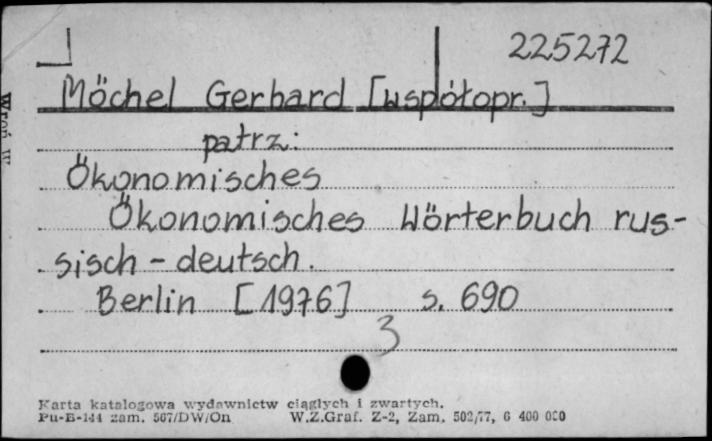 225272
Möchel Gerhard [współopr.]
patrz:
Ökonomisches
Ökonomisches Wörterbuch rus-
sisch - deutsch.
Berlin [1976] s. 690
3
Karta katalogowa wydawnictw ciągłych i zwartych.
Pu-B-144 zam. 567/DW/On W.Z.Graf. Z-2, Zam. 502/77, 6 400 000